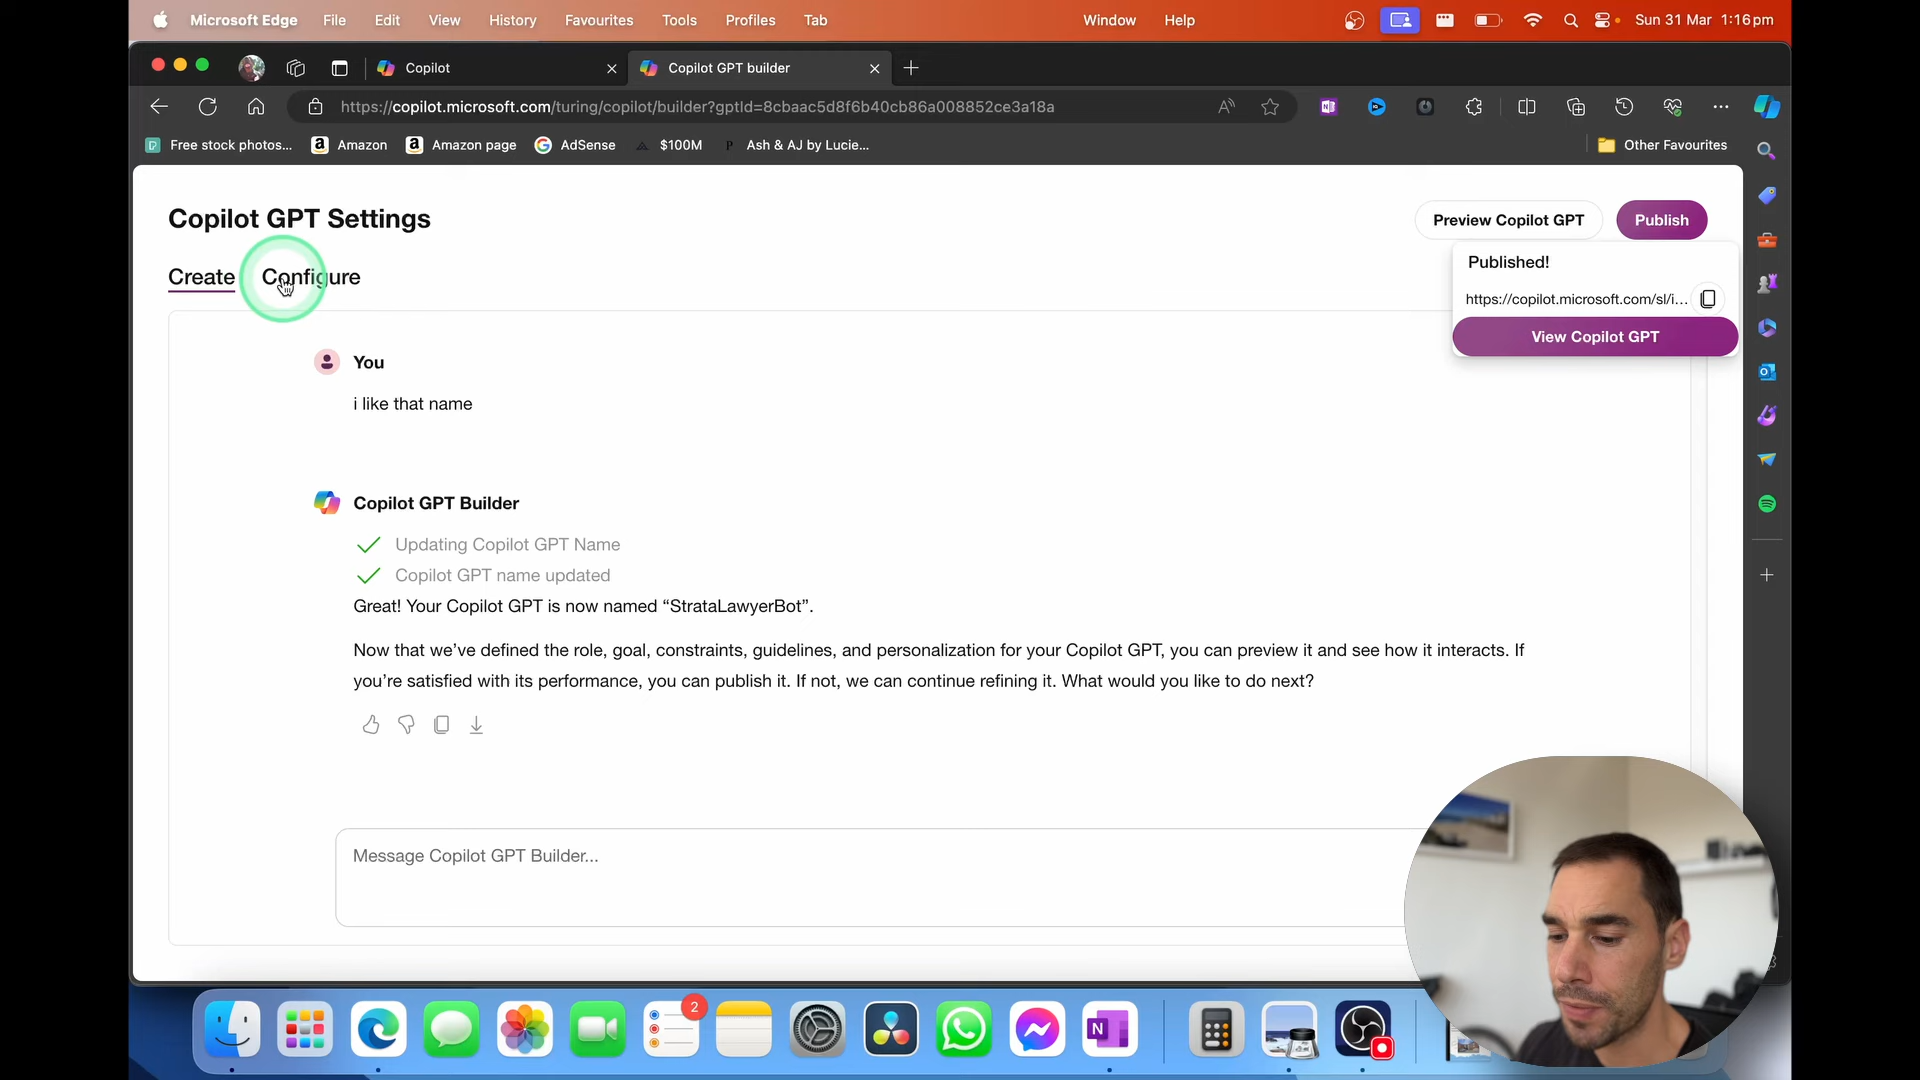 Microsoft Edge File Edit View History Favourites Tools Profiles Tab Window Help Sun 31 Mar 1:16 pm
Copilot
Copilot GPT builder
https://copilot.microsoft.com/turing/copilot/builder?gptId=8cbaac5d8f6b40cb86a008852ce3a18a
Free stock photos... Amazon Amazon page AdSense $100M Ash & AJ by Lucie... Other Favourites
Copilot GPT Settings
Preview Copilot GPT
Publish
Create Configure
Published!
https://copilot.microsoft.com/sl/i...
View Copilot GPT
You
i like that name
Copilot GPT Builder
Updating Copilot GPT Name
Copilot GPT name updated
Great! Your Copilot GPT is now named “StrataLawyerBot”.
Now that we’ve defined the role, goal, constraints, guidelines, and personalization for your Copilot GPT, you can preview it and see how it interacts. If
you’re satisfied with its performance, you can publish it. If not, we can continue refining it. What would you like to do next?
Message Copilot GPT Builder...
2